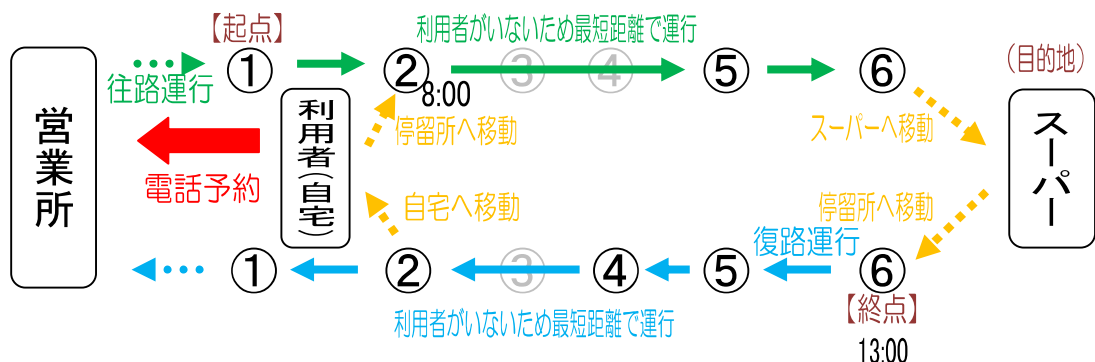 【起点】
利用者がいないため最短距離で運行
① ② ③ ④ ⑤ ⑥
(目的地)
往路運行
8:00
営業所
利用者(自宅)
停留所へ移動
スーパーへ移動
スーパー
電話予約
自宅へ移動
停留所へ移動
復路運行
① ② ③ ④ ⑤ ⑥
【終点】
利用者がいないため最短距離で運行
13:00